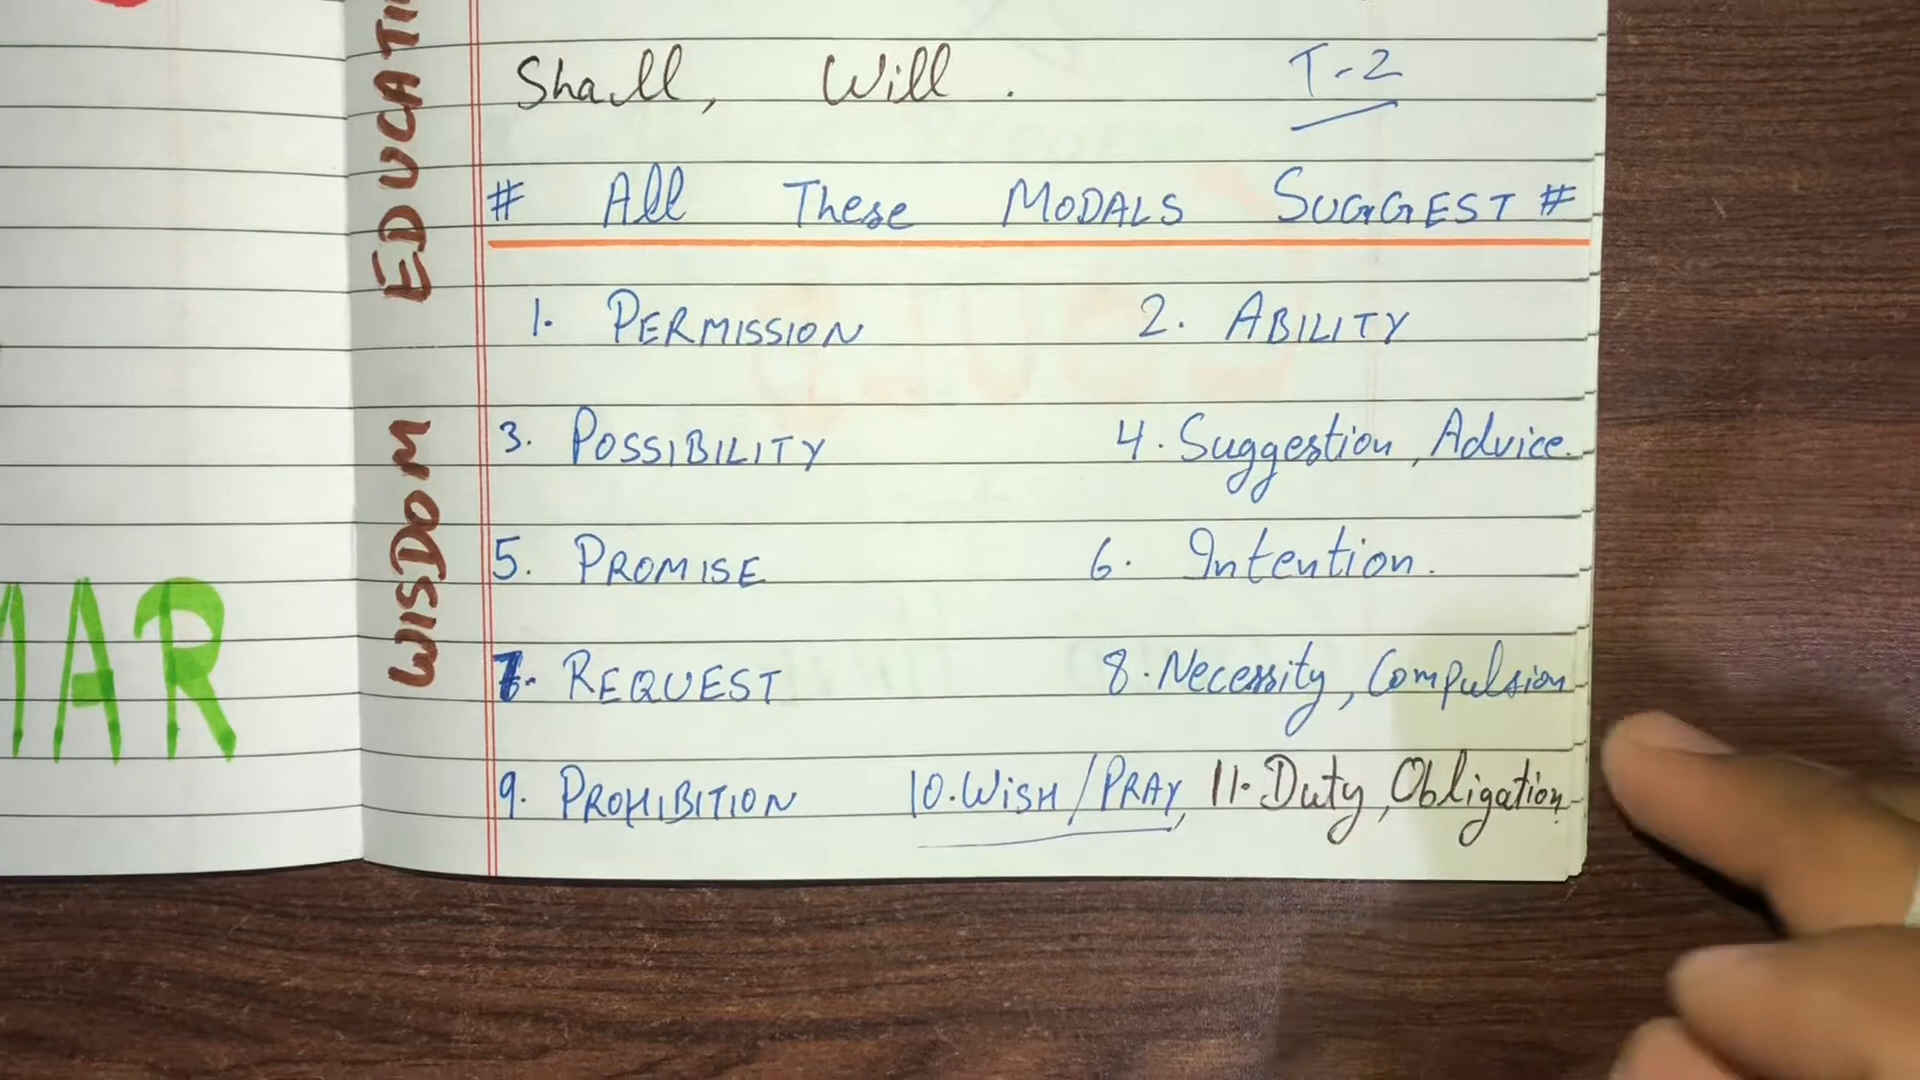 Shall, Will. T-2
# All These MODALS SUGGEST #
1. PERMISSION 2. ABILITY
3. POSSIBILITY 4. Suggestion, Advice.
5. PROMISE 6. Intention.
7. REQUEST 8. Necessity, Compulsion
9. PROHIBITION 10. WISH/PRAY, 11. Duty, Obligation.
WISDOM EDUCATI
AR